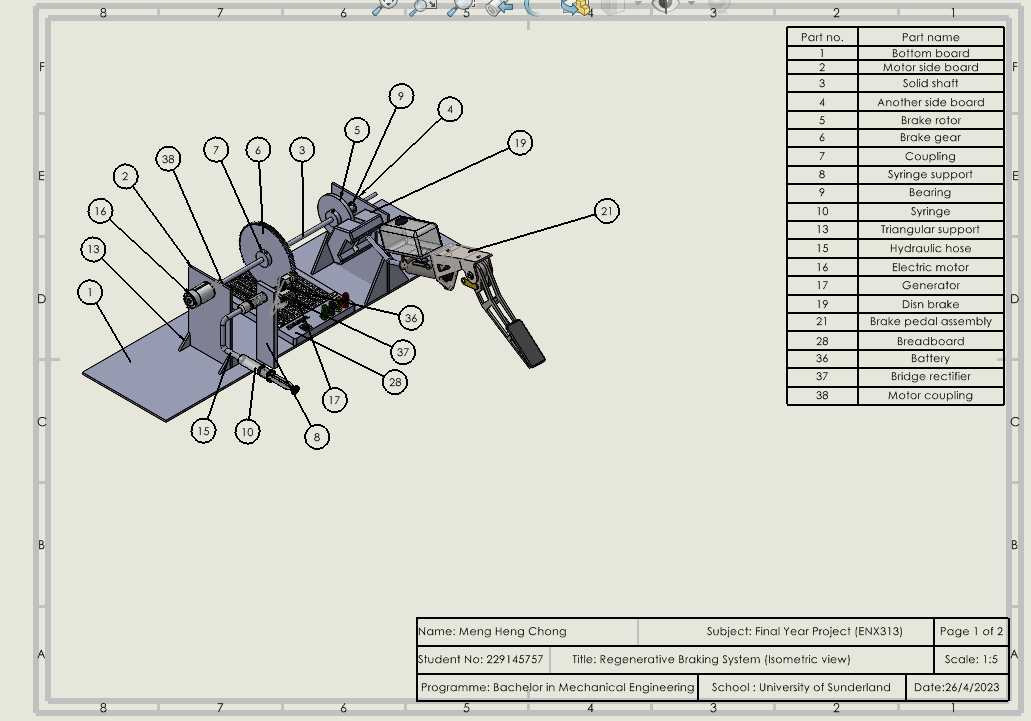 8 7 6 5 4 3 2 1
F F
E E
D D
C C
B B
A A
9
4
5
19
7 6 3
38
2
16
21
13
1
36
37
28
17
15 10 8
Part no. Part name
1 Bottom board
2 Motor side board
3 Solid shaft
4 Another side board
5 Brake rotor
6 Brake gear
7 Coupling
8 Syringe support
9 Bearing
10 Syringe
13 Triangular support
15 Hydraulic hose
16 Electric motor
17 Generator
19 Disn brake
21 Brake pedal assembly
28 Breadboard
36 Battery
37 Bridge rectifier
38 Motor coupling
Name: Meng Heng Chong Subject: Final Year Project (ENX313) Page 1 of 2
Student No: 229145757 Title: Regenerative Braking System (Isometric view) Scale: 1:5
Programme: Bachelor in Mechanical Engineering School : University of Sunderland Date:26/4/2023
8 7 6 5 4 3 2 1